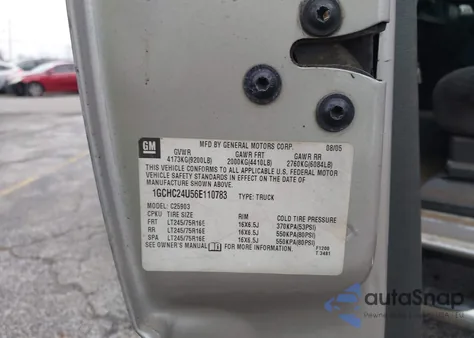 MFD BY GENERAL MOTORS CORP. 08/05
GM GVWR GAWR FRT GAWR RR
4173KG(9200LB) 2000KG(4410LB) 2760KG(6084LB)
THIS VEHICLE CONFORMS TO ALL APPLICABLE U.S. FEDERAL MOTOR
VEHICLE SAFETY STANDARDS IN EFFECT ON THE DATE OF
MANUFACTURE SHOWN ABOVE.
1GCHC24U56E110783 TYPE: TRUCK
MODEL: C25903
CPKU TIRE SIZE RIM COLD TIRE PRESSURE
FRT LT245/75R16E 16X6.5J 370KPA(53PSI)
RR LT245/75R16E 16X6.5J 550KPA(80PSI)
SPA LT245/75R16E 16X6.5J 550KPA(80PSI)
SEE OWNER'S MANUAL FOR MORE INFORMATION. F1200
T 3481
autoSnap